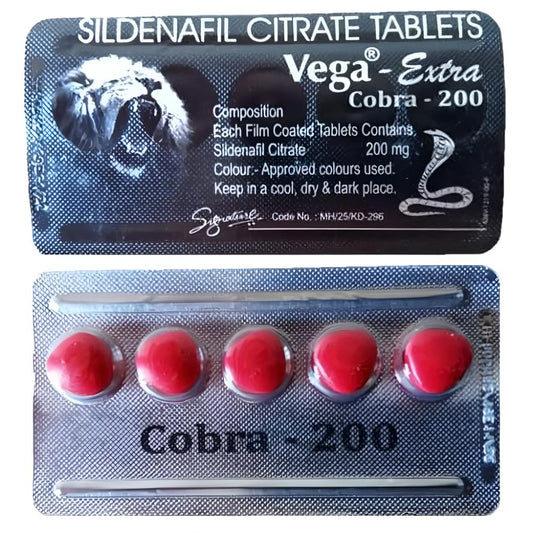 SILDENAFIL CITRATE TABLETS
Vega® - Extra
Cobra - 200
Composition
Each Film Coated Tablets Contains
Sildenafil Citrate 200 mg
Colour:- Approved colours used.
Keep in a cool, dry & dark place.
Signature
Code No. : MH/25/KD-296
Cobra - 200